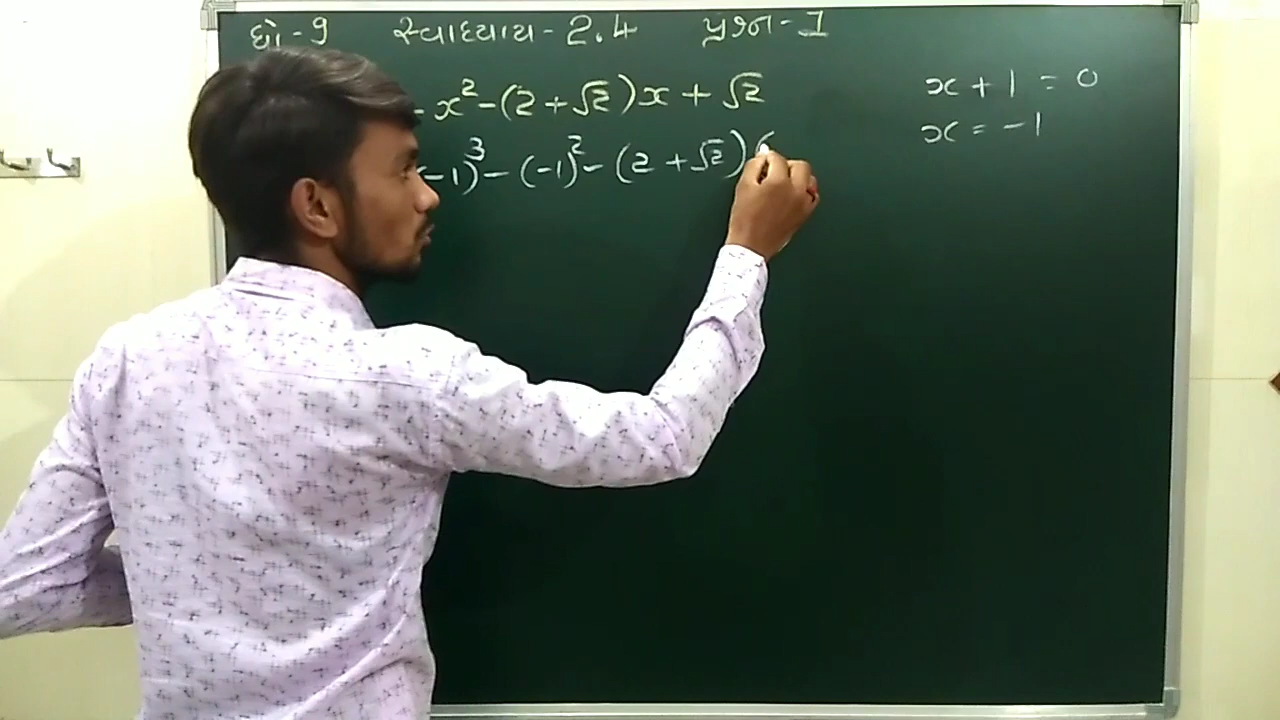 ધો - 9 સ્વાધ્યાય - 2.4 પ્રશ્ન - 1
- x² - (2 + √2)x + √2
x + 1 = 0
x = -1
-1)³ - (-1)² - (2 + √2)(